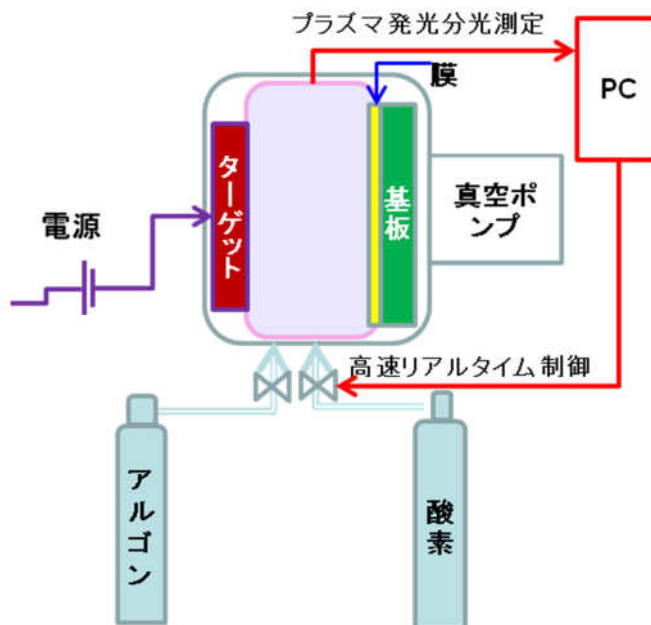 プラズマ発光分光測定
PC
膜
ターゲット
基板
真空ポ
ンプ
電源
高速リアルタイム制御
アルゴン
酸素